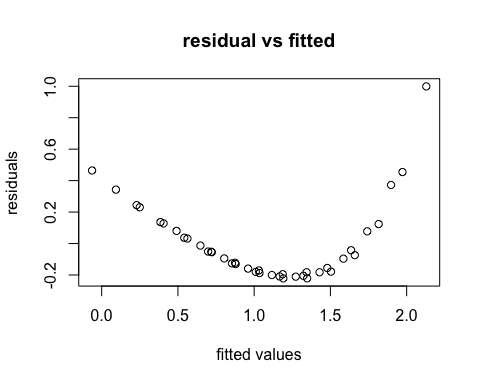 residual vs fitted
1.0
0.6
0.2
-0.2
residuals
0.0 0.5 1.0 1.5 2.0
fitted values